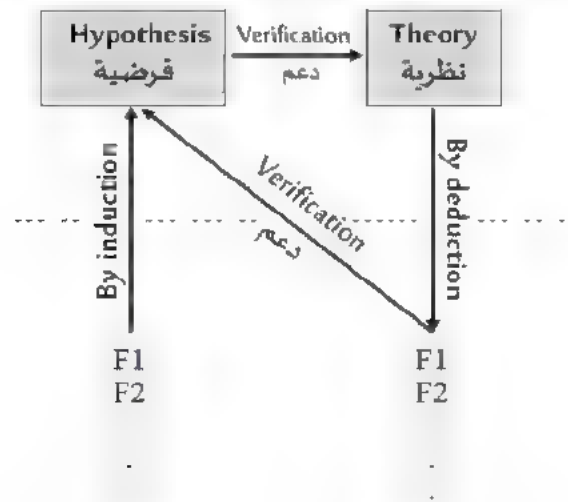 Hypothesis
فرضية
Verification
دعم
Theory
نظرية
By induction
Verification
دعم
By deduction
F1
F2
.
F1
F2
.
.